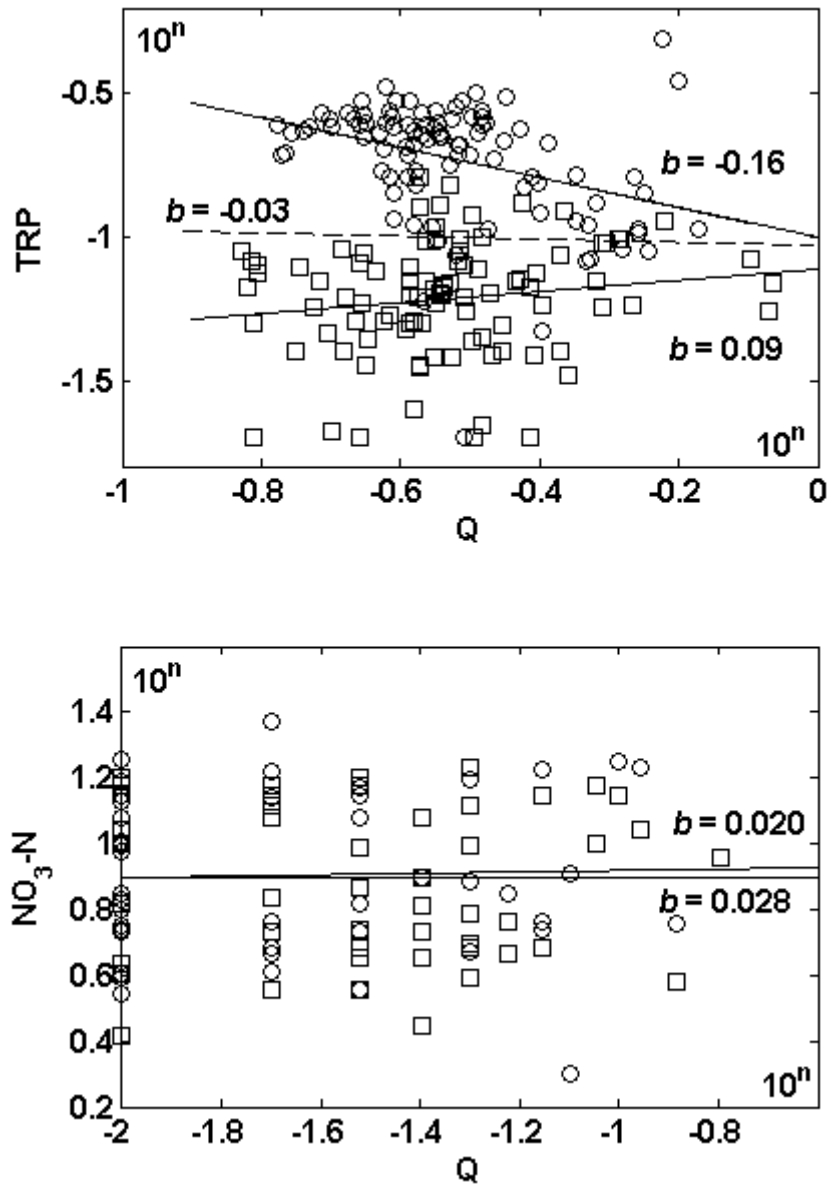 10ⁿ
-0.5
b = -0.16
b = -0.03
TRP
-1
b = 0.09
-1.5
10ⁿ
-1 -0.8 -0.6 -0.4 -0.2 0
Q
10ⁿ
1.4
1.2
b = 0.020
1
NO₃-N
b = 0.028
0.8
0.6
0.4
10ⁿ
0.2
-2 -1.8 -1.6 -1.4 -1.2 -1 -0.8
Q